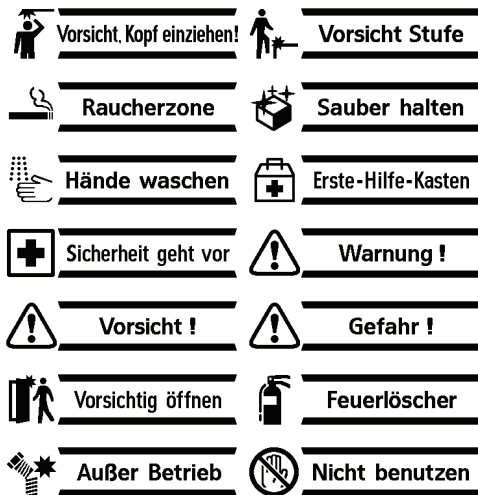 Vorsicht, Kopf einziehen!
Vorsicht Stufe
Raucherzone
Sauber halten
Hände waschen
Erste-Hilfe-Kasten
Sicherheit geht vor
Warnung !
Vorsicht !
Gefahr !
Vorsichtig öffnen
Feuerlöscher
Außer Betrieb
Nicht benutzen